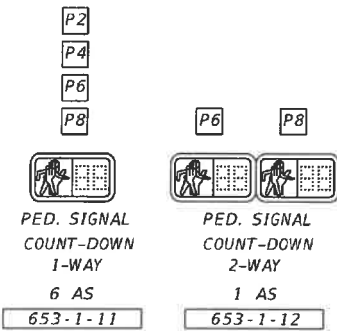 P2
P4
P6
P8
PED. SIGNAL
COUNT-DOWN
1-WAY
6 AS
653-1-11
P6 P8
PED. SIGNAL
COUNT-DOWN
2-WAY
1 AS
653-1-12